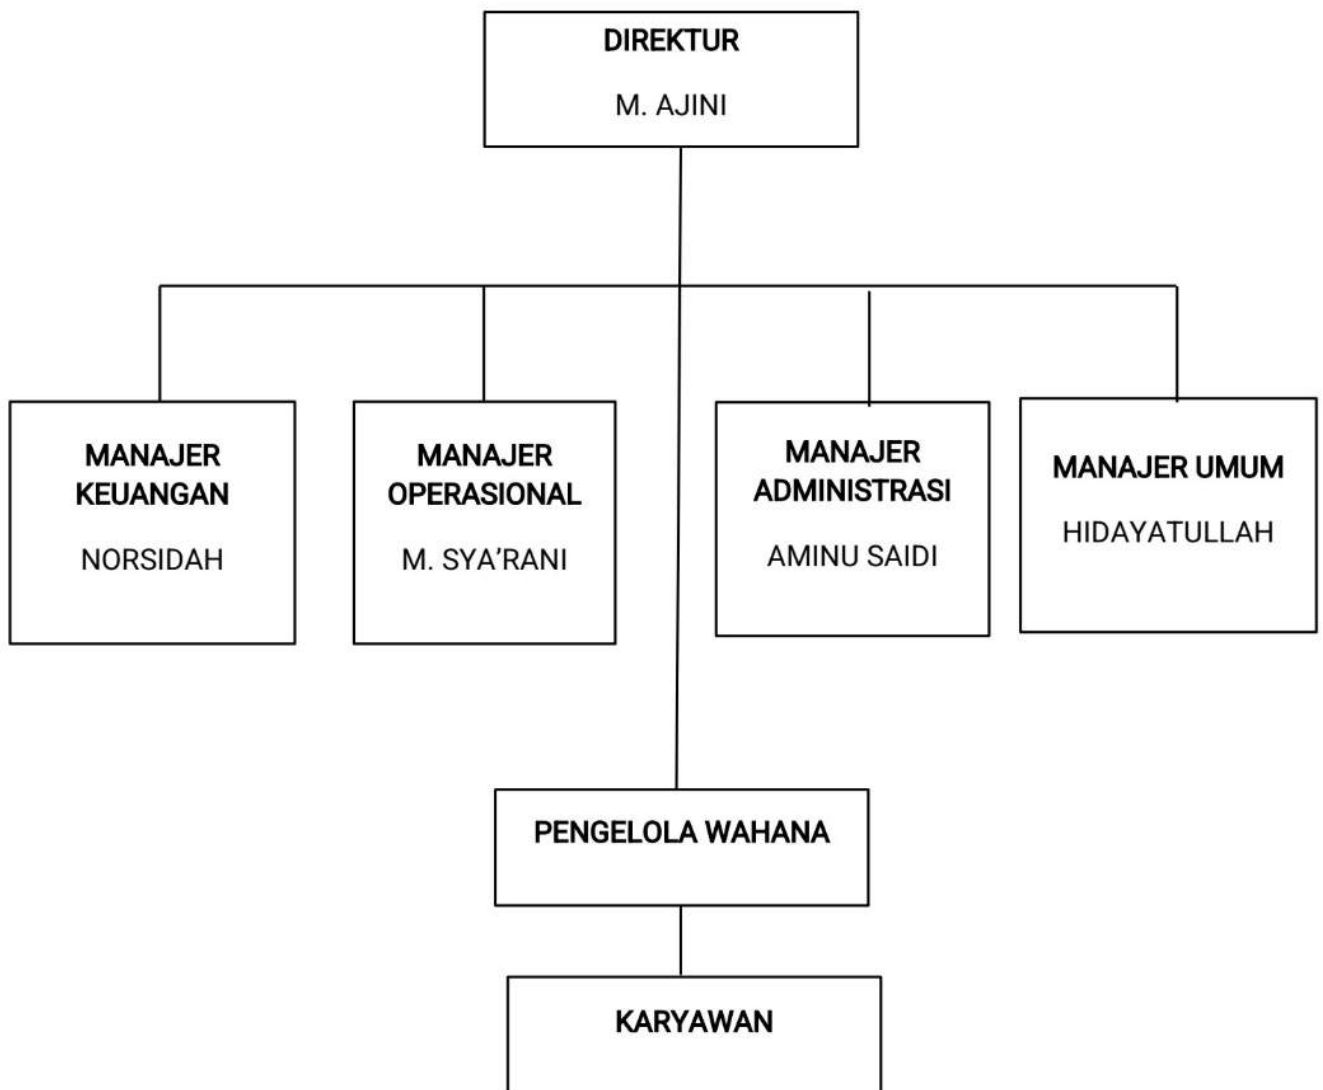 DIREKTUR
M. AJINI
MANAJER
KEUANGAN
NORSIDAH
MANAJER
OPERASIONAL
M. SYA’RANI
MANAJER
ADMINISTRASI
AMINU SAIDI
MANAJER UMUM
HIDAYATULLAH
PENGELOLA WAHANA
KARYAWAN